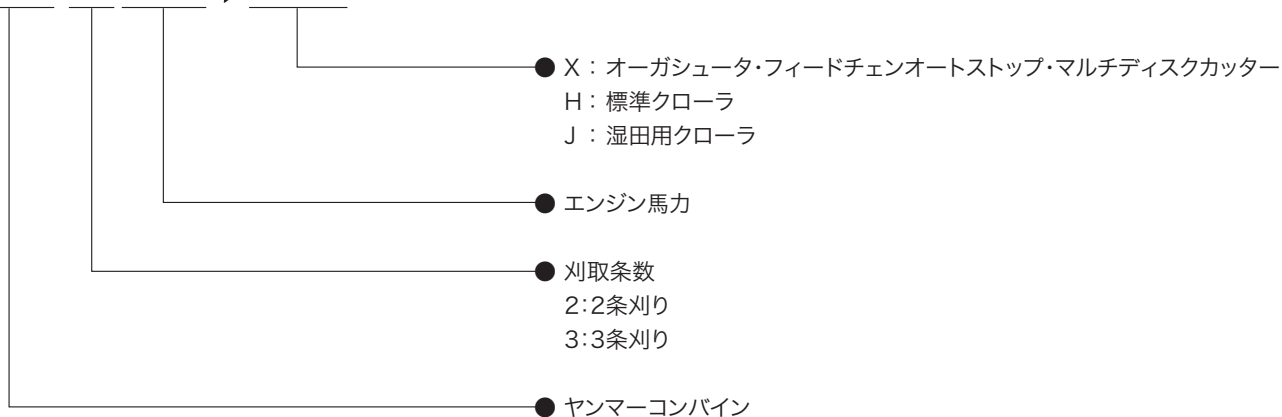 X：オーガシュータ・フィードチェンオートストップ・マルチディスクカッター
H：標準クローラ
J：湿田用クローラ
エンジン馬力
刈取条数
2：2条刈り
3：3条刈り
ヤンマーコンバイン